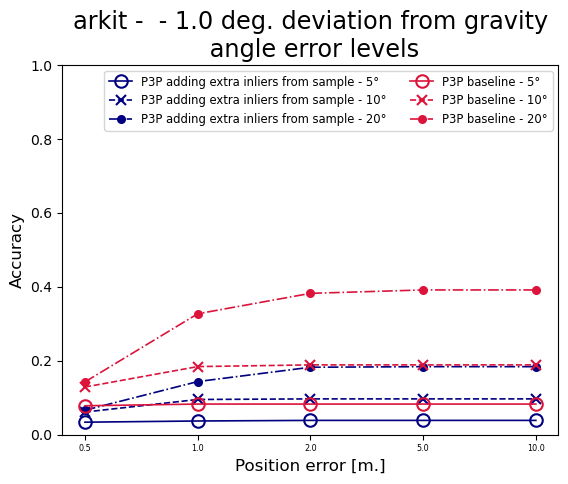 arkit -  - 1.0 deg. deviation from gravity
angle error levels
P3P adding extra inliers from sample - 5°
P3P adding extra inliers from sample - 10°
P3P adding extra inliers from sample - 20°
P3P baseline - 5°
P3P baseline - 10°
P3P baseline - 20°
Accuracy
1.0
0.8
0.6
0.4
0.2
0.0
0.5 1.0 2.0 5.0 10.0
Position error [m.]